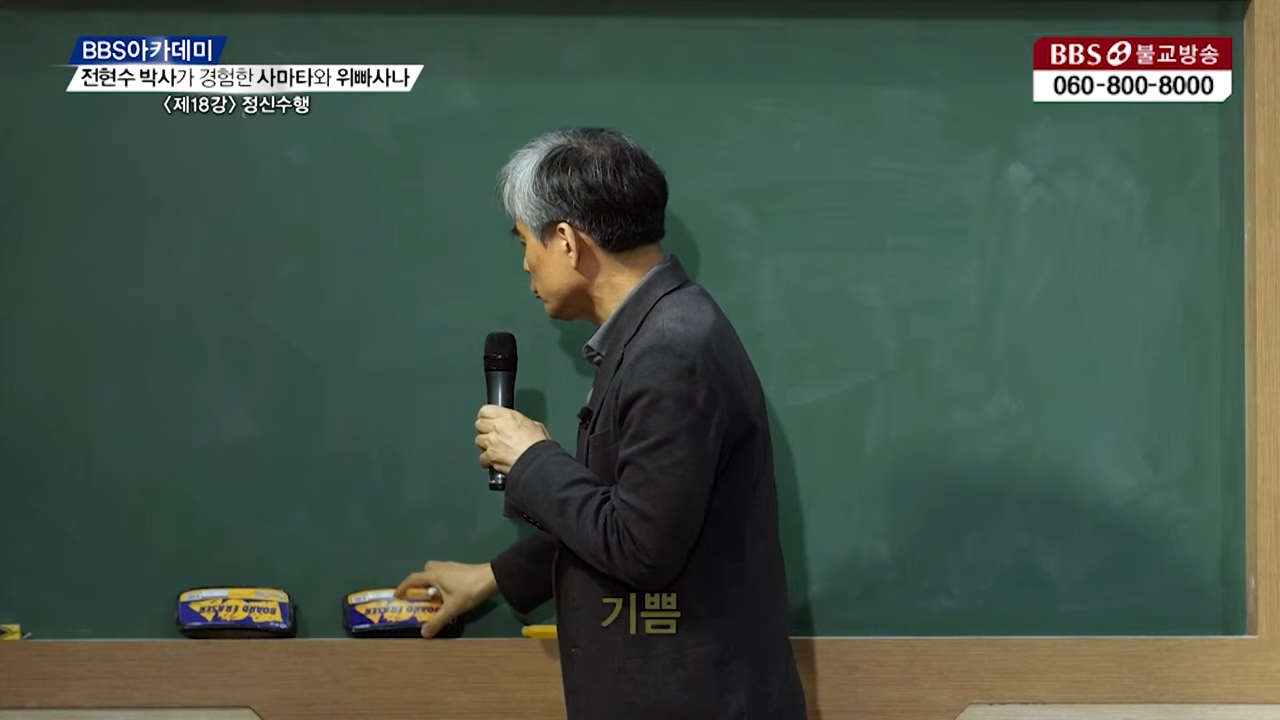 BBS아카데미
전현수 박사가 경험한 사마타와 위빠사나
〈제18강〉 정신수행
BBS 불교방송
060-800-8000
BOARD ERASER
BOARD ERASER
기쁨